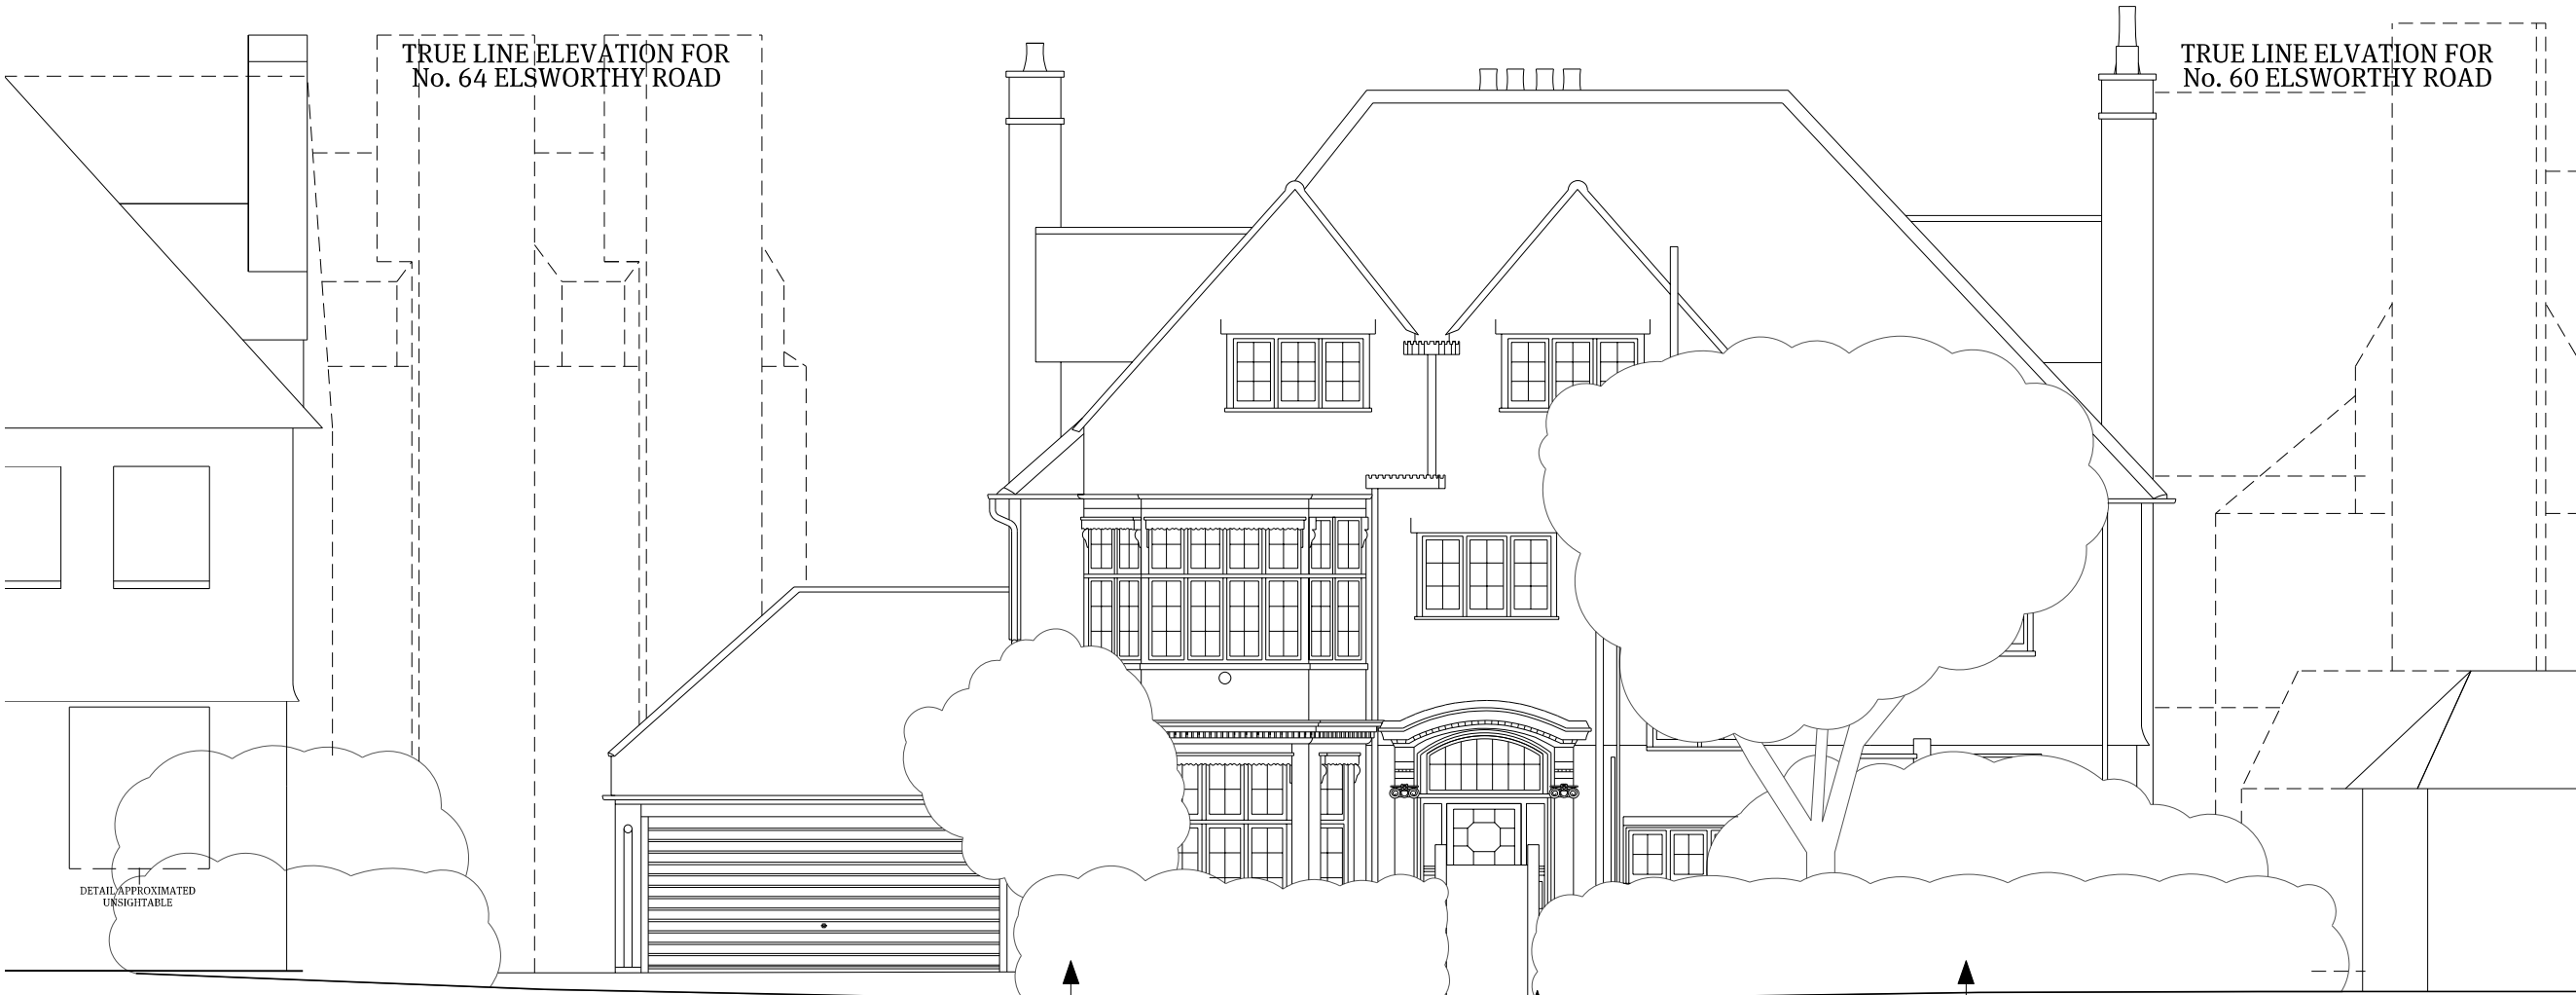 TRUE LINE ELEVATION FOR
No. 64 ELSWORTHY ROAD
TRUE LINE ELVATION FOR
No. 60 ELSWORTHY ROAD
DETAIL APPROXIMATED
UNSIGHTABLE